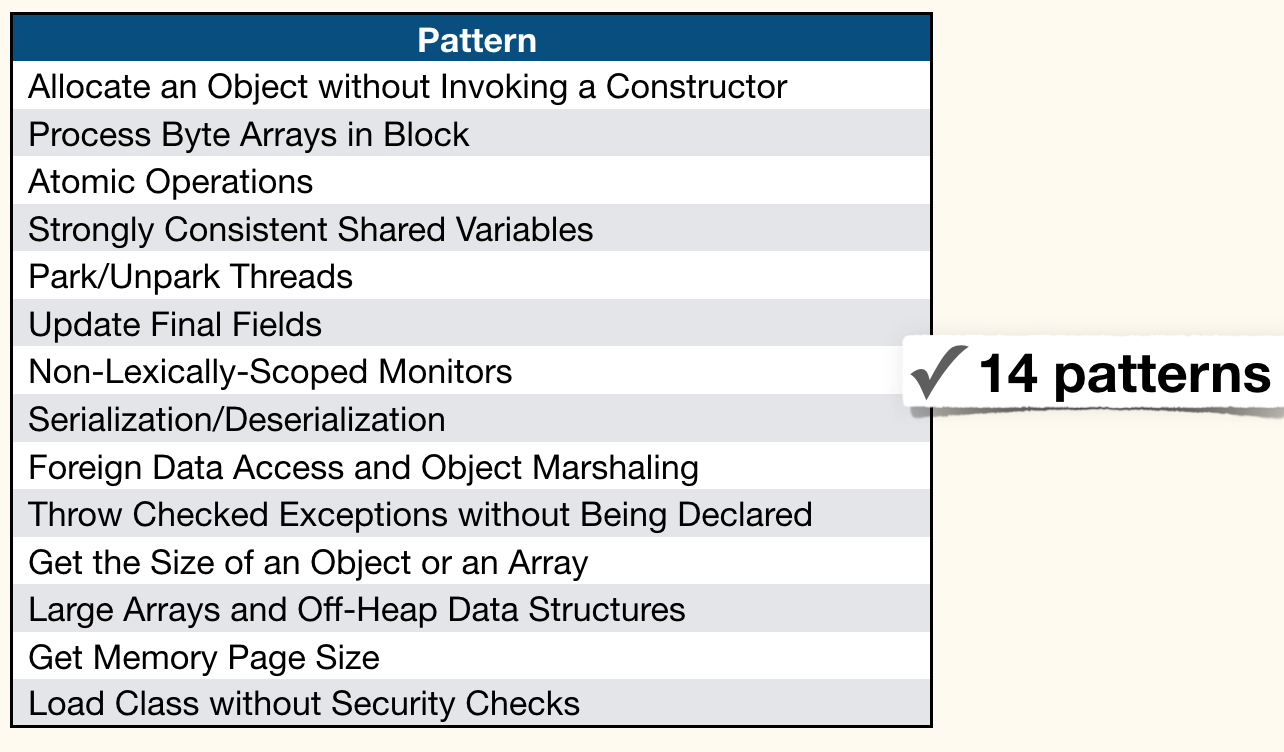 Pattern
Allocate an Object without Invoking a Constructor
Process Byte Arrays in Block
Atomic Operations
Strongly Consistent Shared Variables
Park/Unpark Threads
Update Final Fields
Non-Lexically-Scoped Monitors
✓ 14 patterns
Serialization/Deserialization
Foreign Data Access and Object Marshaling
Throw Checked Exceptions without Being Declared
Get the Size of an Object or an Array
Large Arrays and Off-Heap Data Structures
Get Memory Page Size
Load Class without Security Checks